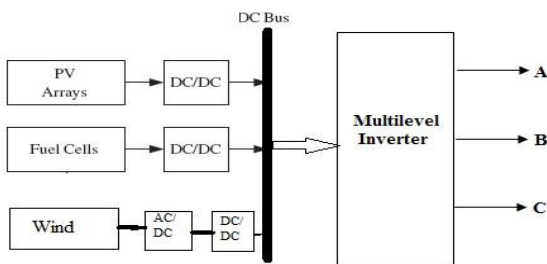 DC Bus
PV
Arrays
DC/DC
Fuel Cells
DC/DC
Wind
AC/
DC
DC/
DC
Multilevel
Inverter
A
B
C